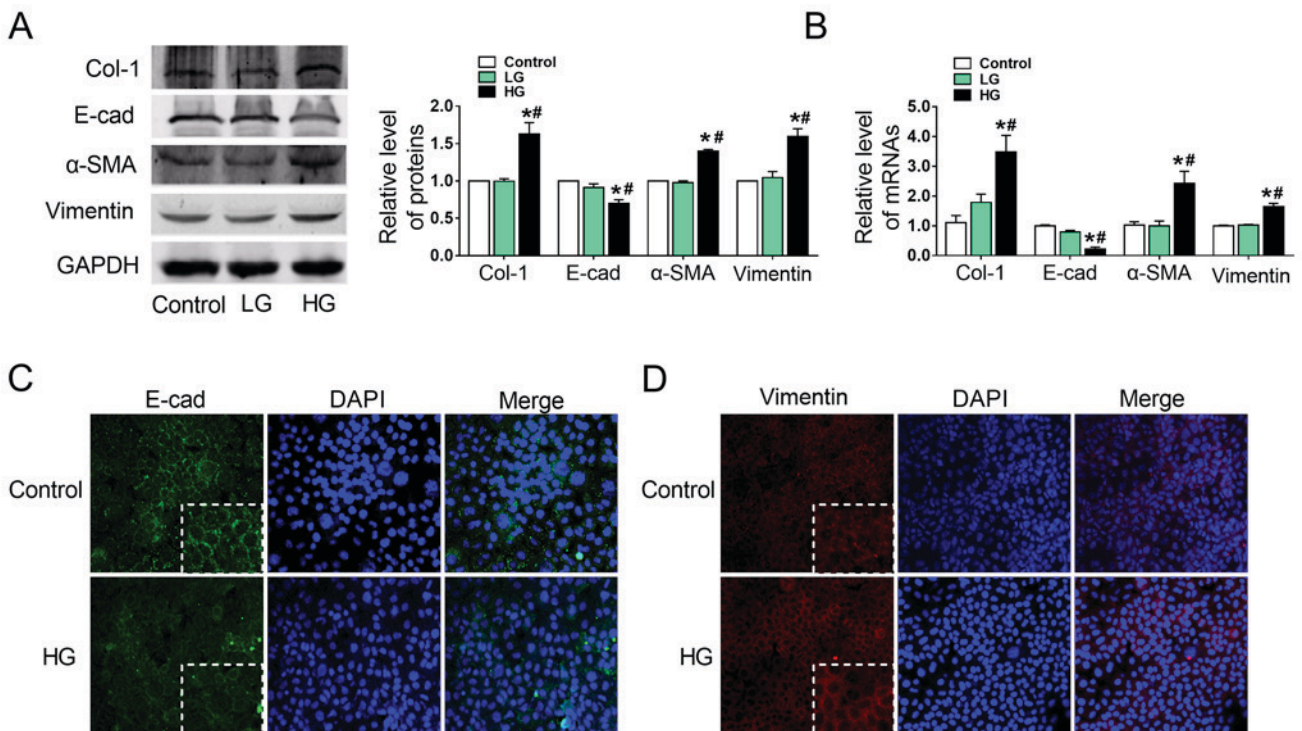 A
Col-1
E-cad
α-SMA
Vimentin
GAPDH
Control LG HG
Control
LG
HG
Relative level
of proteins
2.0
1.5
1.0
0.5
0.0
*#
*#
*#
*#
Col-1 E-cad α-SMA Vimentin
B
Control
LG
HG
Relative level
of mRNAs
5.0
4.0
3.0
2.0
1.0
0.0
*#
*#
*#
*#
Col-1 E-cad α-SMA Vimentin
C
E-cad DAPI Merge
Control
HG
D
Vimentin DAPI Merge
Control
HG